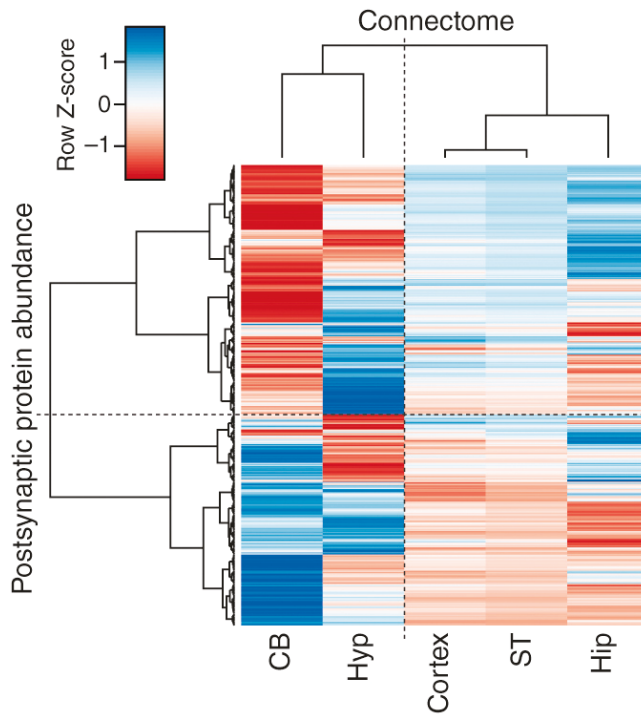 Connectome
Row Z-score
1
0
−1
Postsynaptic protein abundance
CB
Hyp
Cortex
ST
Hip